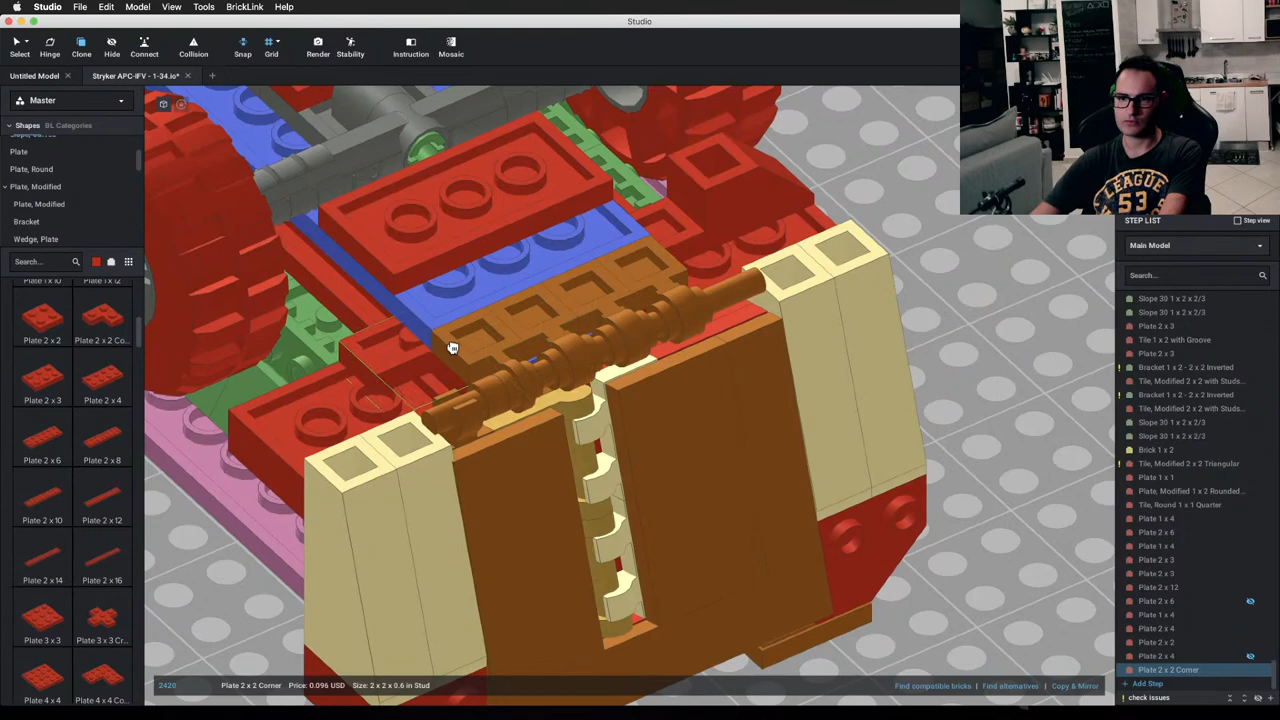 Studio File Edit Model View Tools BrickLink Help
Studio
Select Hinge Clone Hide Connect Collision Snap Grid Render Stability Instruction Mosaic
Untitled Model Stryker APC-IFV - 1-34.io*
Master
Shapes BL Categories
Plate
Plate, Round
Plate, Modified
Plate, Modified
Bracket
Wedge, Plate
Search...
Plate 1 x 10
Plate 2 x 2 Plate 2 x 2 Co...
Plate 2 x 3 Plate 2 x 4
Plate 2 x 6 Plate 2 x 8
Plate 2 x 10 Plate 2 x 12
Plate 2 x 14 Plate 2 x 16
Plate 3 x 3 Plate 3 x 3 Cr...
Plate 4 x 4 Plate 4 x 4 Co...
2420 Plate 2 x 2 Corner Price: 0.096 USD Size: 2 x 2 x 0.6 in Stud
Find compatible bricks Find alternatives Copy & Mirror
LEAGUE
53
STEP LIST Step view
Main Model
Search...
Slope 30 1 x 2 x 2/3
Slope 30 1 x 2 x 2/3
Plate 2 x 3
Tile 1 x 2 with Groove
Plate 2 x 3
! Bracket 1 x 2 - 2 x 2 Inverted
Tile, Modified 2 x 2 with Studs...
! Bracket 1 x 2 - 2 x 2 Inverted
Tile, Modified 2 x 2 with Studs...
Slope 30 1 x 2 x 2/3
Slope 30 1 x 2 x 2/3
Brick 1 x 2
! Tile, Modified 2 x 2 Triangular
Plate 1 x 1
Plate, Modified 1 x 2 Rounded...
Tile, Round 1 x 1 Quarter
Plate 1 x 4
Plate 2 x 6
Plate 1 x 4
Plate 2 x 3
Plate 2 x 3
Plate 2 x 12
Plate 2 x 6
Plate 1 x 4
Plate 2 x 4
Plate 2 x 2
Plate 2 x 4
Plate 2 x 2 Corner
+ Add Step
! check issues